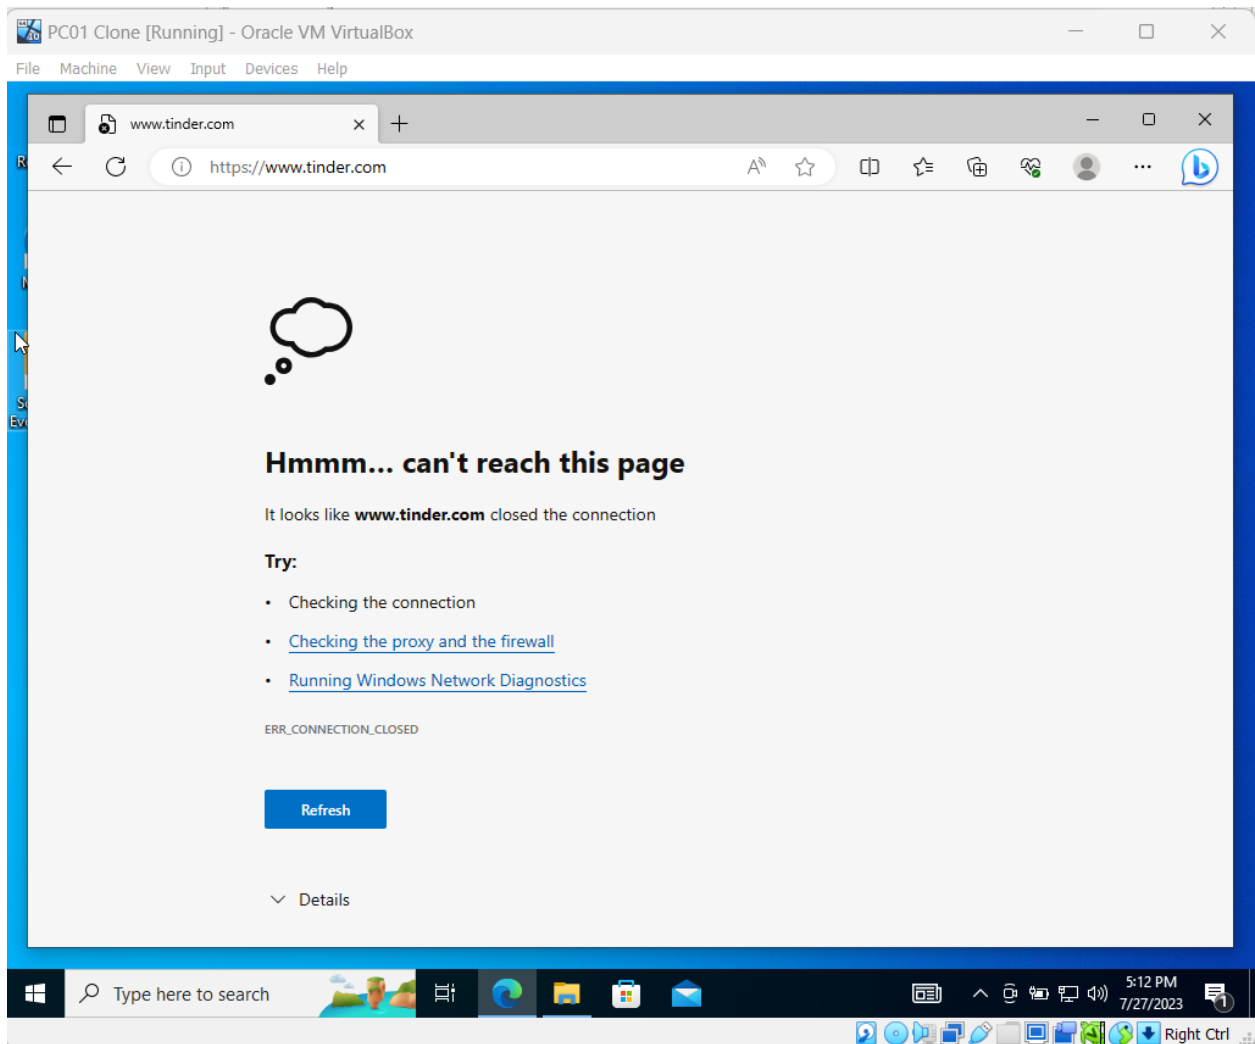 PC01 Clone [Running] - Oracle VM VirtualBox
File Machine View Input Devices Help
www.tinder.com
https://www.tinder.com
Hmmm... can't reach this page
It looks like www.tinder.com closed the connection
Try:
• Checking the connection
• Checking the proxy and the firewall
• Running Windows Network Diagnostics
ERR_CONNECTION_CLOSED
Refresh
Details
Type here to search
5:12 PM
7/27/2023
1
Right Ctrl